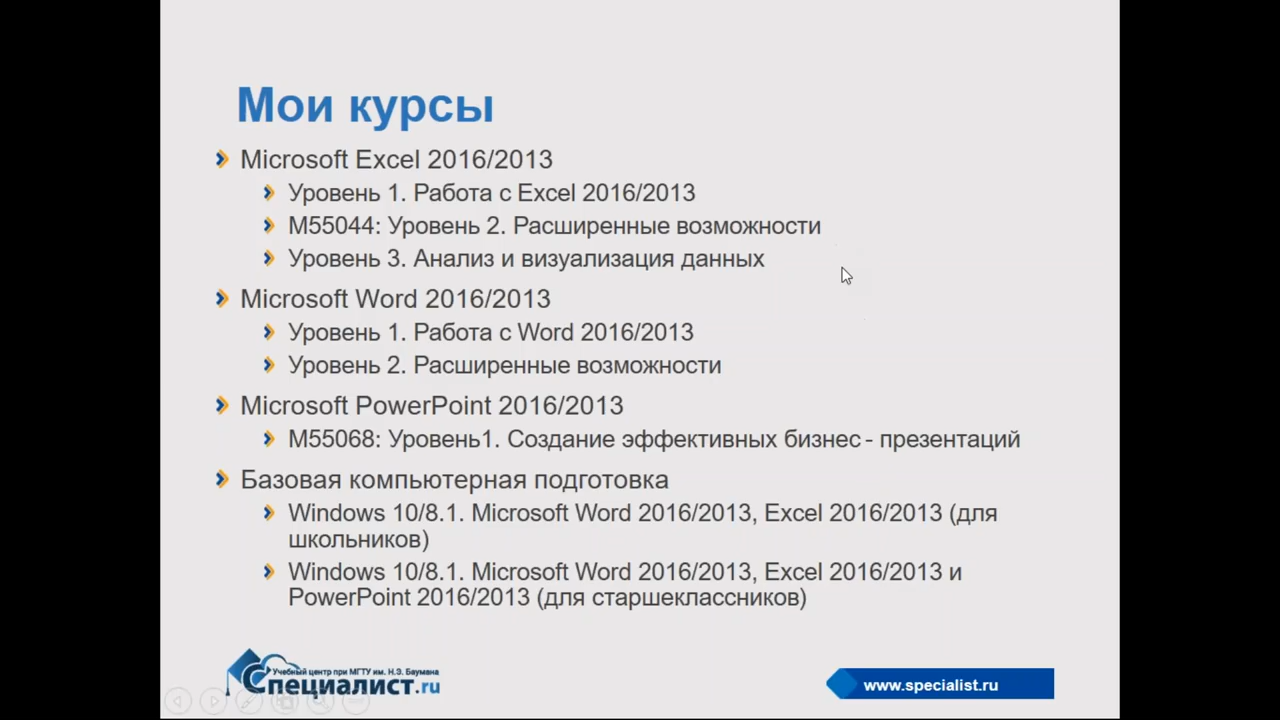 Мои курсы
Microsoft Excel 2016/2013
Уровень 1. Работа с Excel 2016/2013
М55044: Уровень 2. Расширенные возможности
Уровень 3. Анализ и визуализация данных
Microsoft Word 2016/2013
Уровень 1. Работа с Word 2016/2013
Уровень 2. Расширенные возможности
Microsoft PowerPoint 2016/2013
М55068: Уровень1. Создание эффективных бизнес - презентаций
Базовая компьютерная подготовка
Windows 10/8.1. Microsoft Word 2016/2013, Excel 2016/2013 (для
школьников)
Windows 10/8.1. Microsoft Word 2016/2013, Excel 2016/2013 и
PowerPoint 2016/2013 (для старшеклассников)
Учебный центр при МГТУ им. Н.Э. Баумана
Специалист.ru
www.specialist.ru